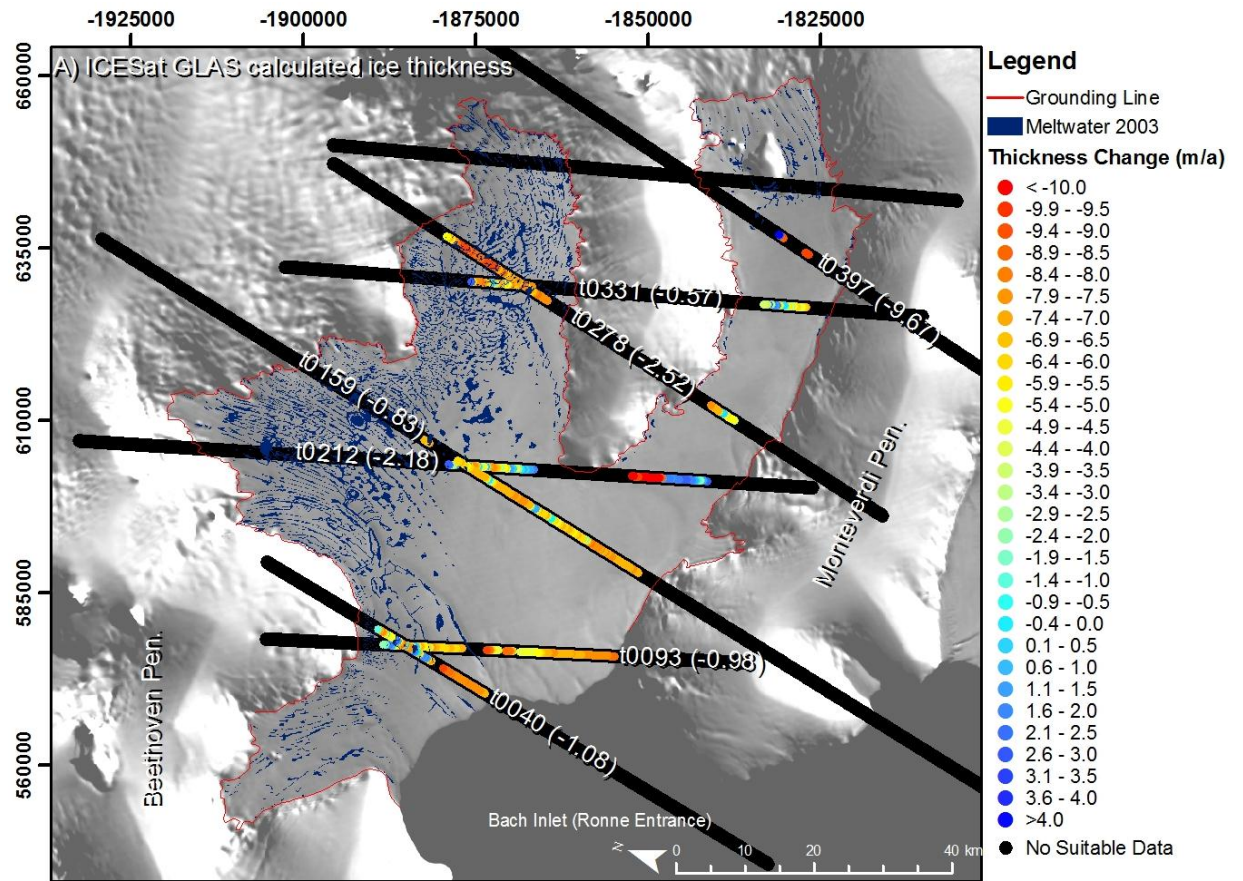 -1925000 -1900000 -1875000 -1850000 -1825000
660000
635000
610000
585000
560000
A) ICESat GLAS calculated ice thickness
t0397 (-9.67)
t0331 (-0.57)
t0278 (-2.52)
t0159 (-0.83)
t0212 (-2.18)
Monteverdi Pen.
t0093 (-0.98)
t0040 (-1.08)
Beethoven Pen.
Bach Inlet (Ronne Entrance)
N
0 10 20 40 km
Legend
Grounding Line
Meltwater 2003
Thickness Change (m/a)
< -10.0
-9.9 - -9.5
-9.4 - -9.0
-8.9 - -8.5
-8.4 - -8.0
-7.9 - -7.5
-7.4 - -7.0
-6.9 - -6.5
-6.4 - -6.0
-5.9 - -5.5
-5.4 - -5.0
-4.9 - -4.5
-4.4 - -4.0
-3.9 - -3.5
-3.4 - -3.0
-2.9 - -2.5
-2.4 - -2.0
-1.9 - -1.5
-1.4 - -1.0
-0.9 - -0.5
-0.4 - -0.0
0.1 - 0.5
0.6 - 1.0
1.1 - 1.5
1.6 - 2.0
2.1 - 2.5
2.6 - 3.0
3.1 - 3.5
3.6 - 4.0
>4.0
No Suitable Data